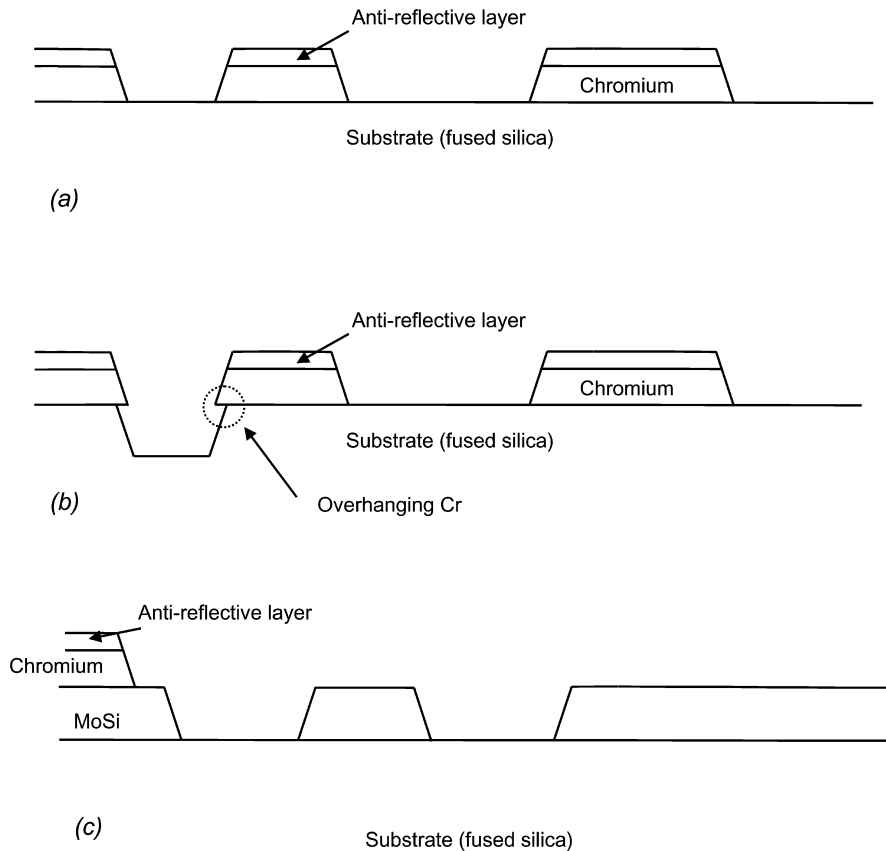 Anti-reflective layer
Chromium
Substrate (fused silica)
(a)
Anti-reflective layer
Chromium
Substrate (fused silica)
(b)
Overhanging Cr
Anti-reflective layer
Chromium
MoSi
(c)
Substrate (fused silica)